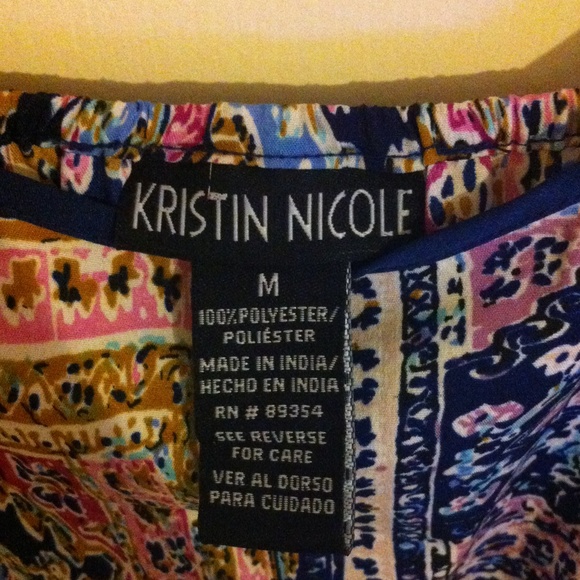 KRISTIN NICOLE
M
100% POLYESTER/
POLIÉSTER
MADE IN INDIA/
HECHO EN INDIA
RN # 89354
SEE REVERSE
FOR CARE
VER AL DORSO
PARA CUIDADO